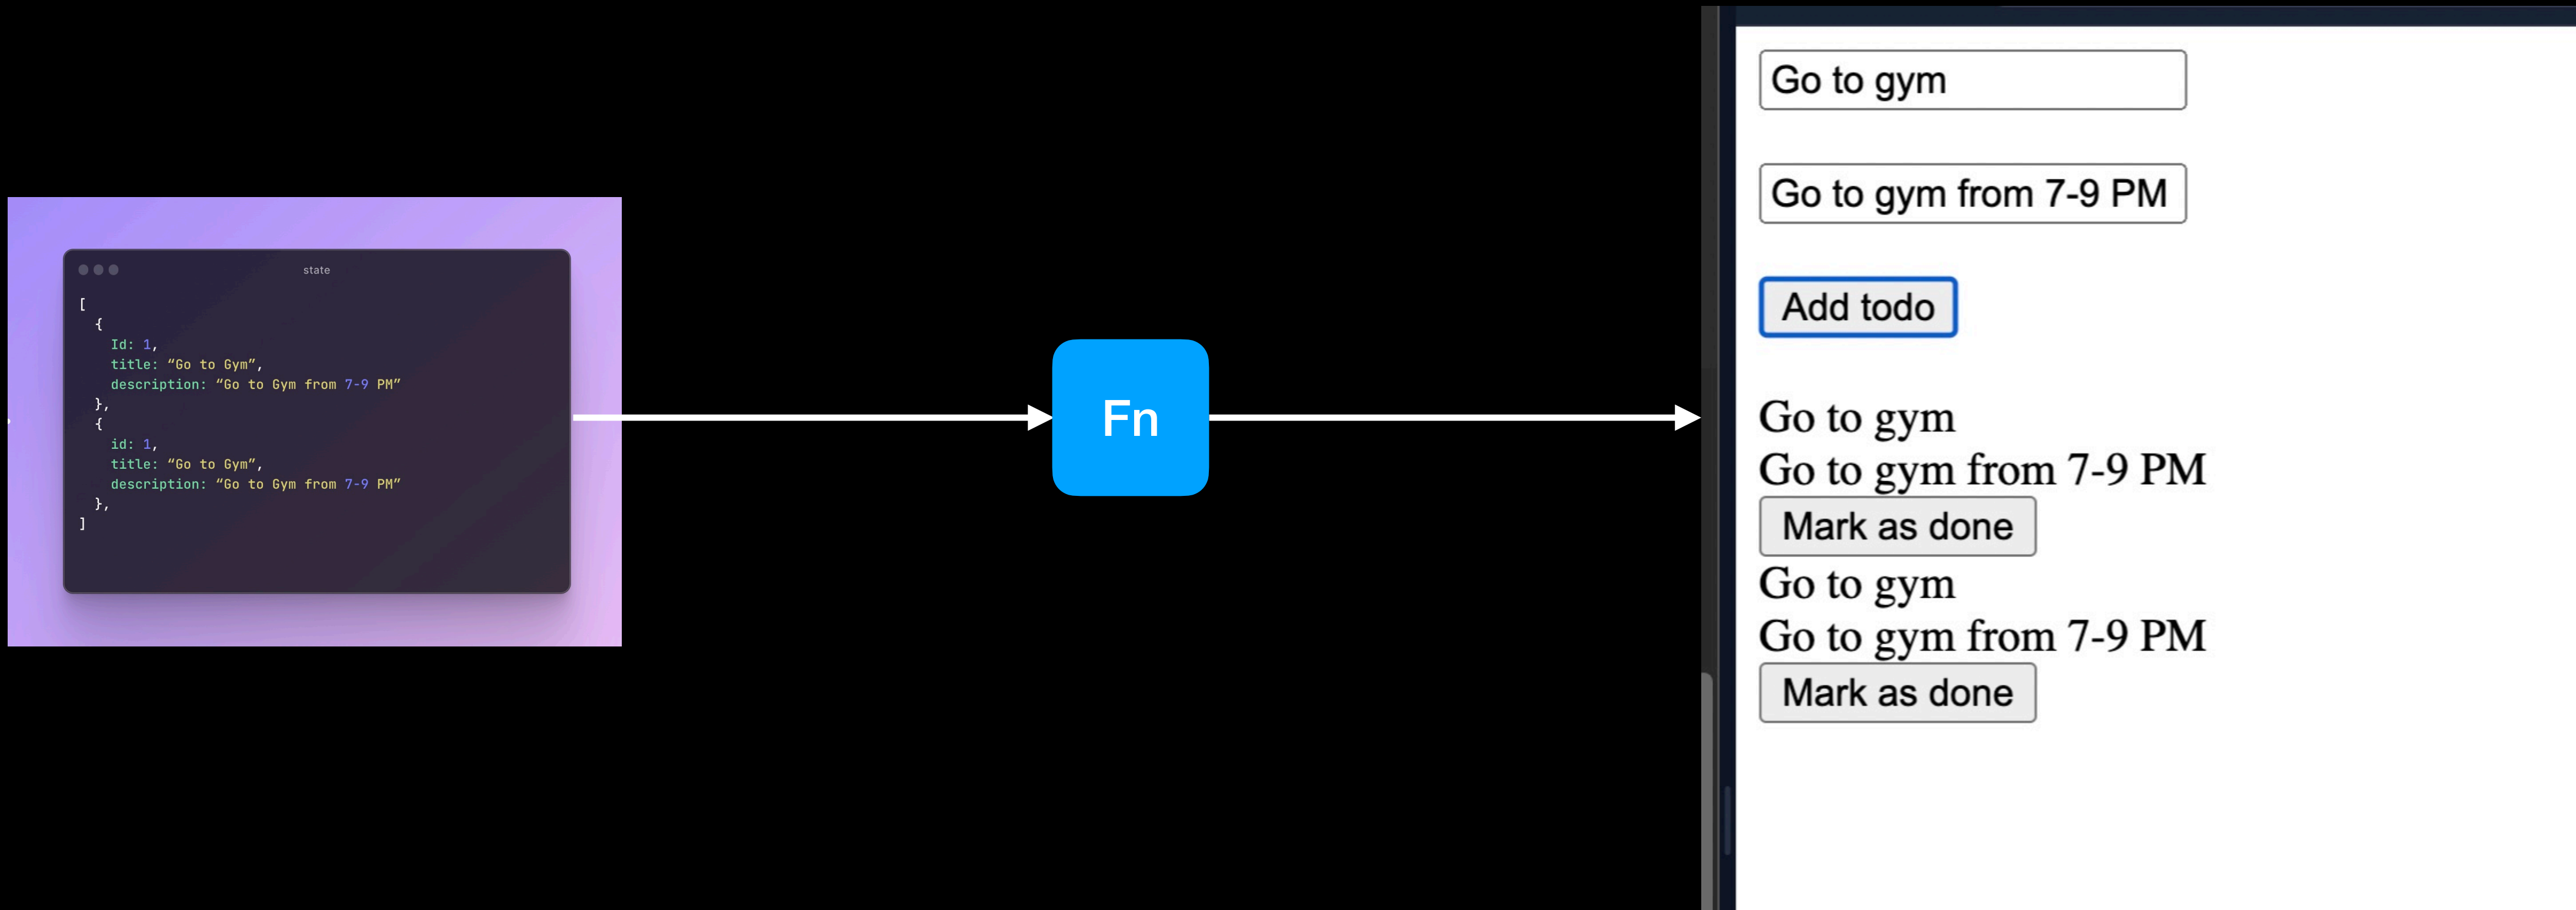 state
[
{
Id: 1,
title: “Go to Gym”,
description: “Go to Gym from 7-9 PM”
},
{
id: 1,
title: “Go to Gym”,
description: “Go to Gym from 7-9 PM”
},
]
Fn
Go to gym
Go to gym from 7-9 PM
Add todo
Go to gym
Go to gym from 7-9 PM
Mark as done
Go to gym
Go to gym from 7-9 PM
Mark as done